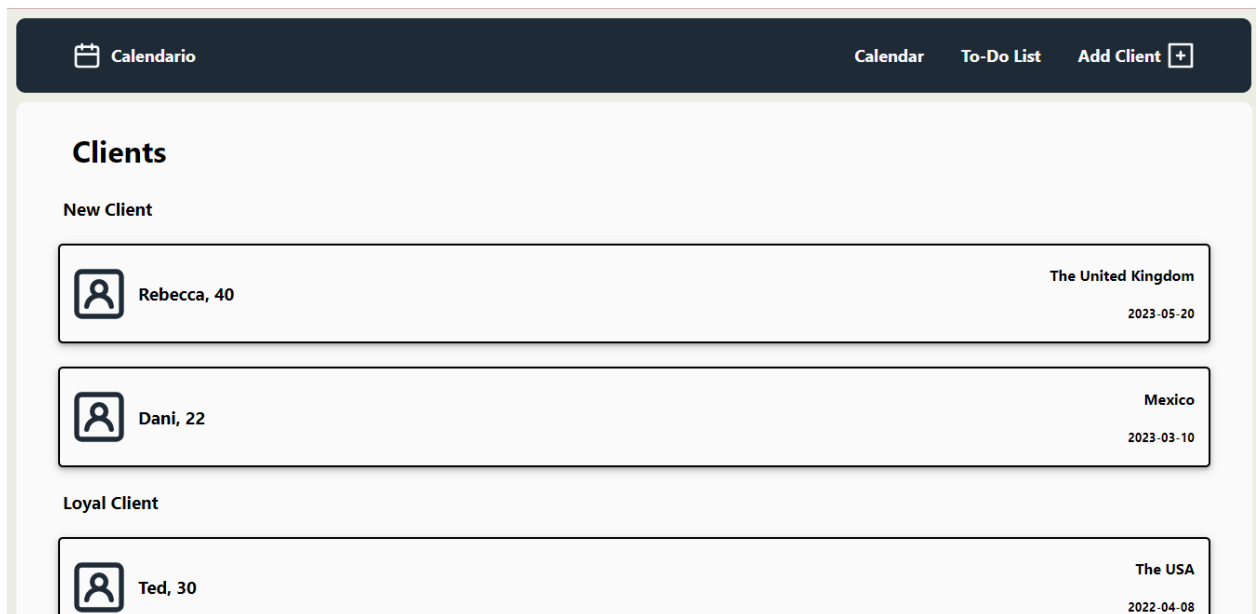 Calendario
Calendar
To-Do List
Add Client
Clients
New Client
Rebecca, 40
The United Kingdom
2023-05-20
Dani, 22
Mexico
2023-03-10
Loyal Client
Ted, 30
The USA
2022-04-08